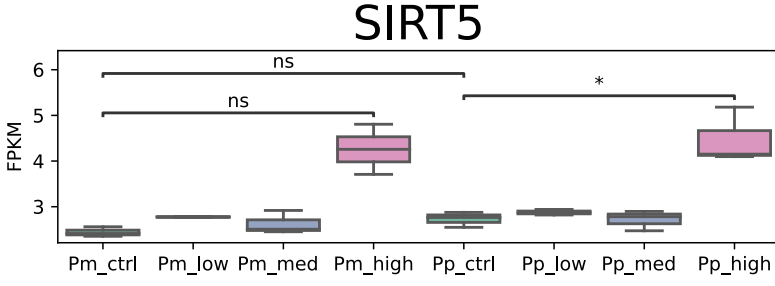 SIRT5
ns
*
ns
FPKM
6
5
4
3
Pm_ctrl Pm_low Pm_med Pm_high Pp_ctrl Pp_low Pp_med Pp_high